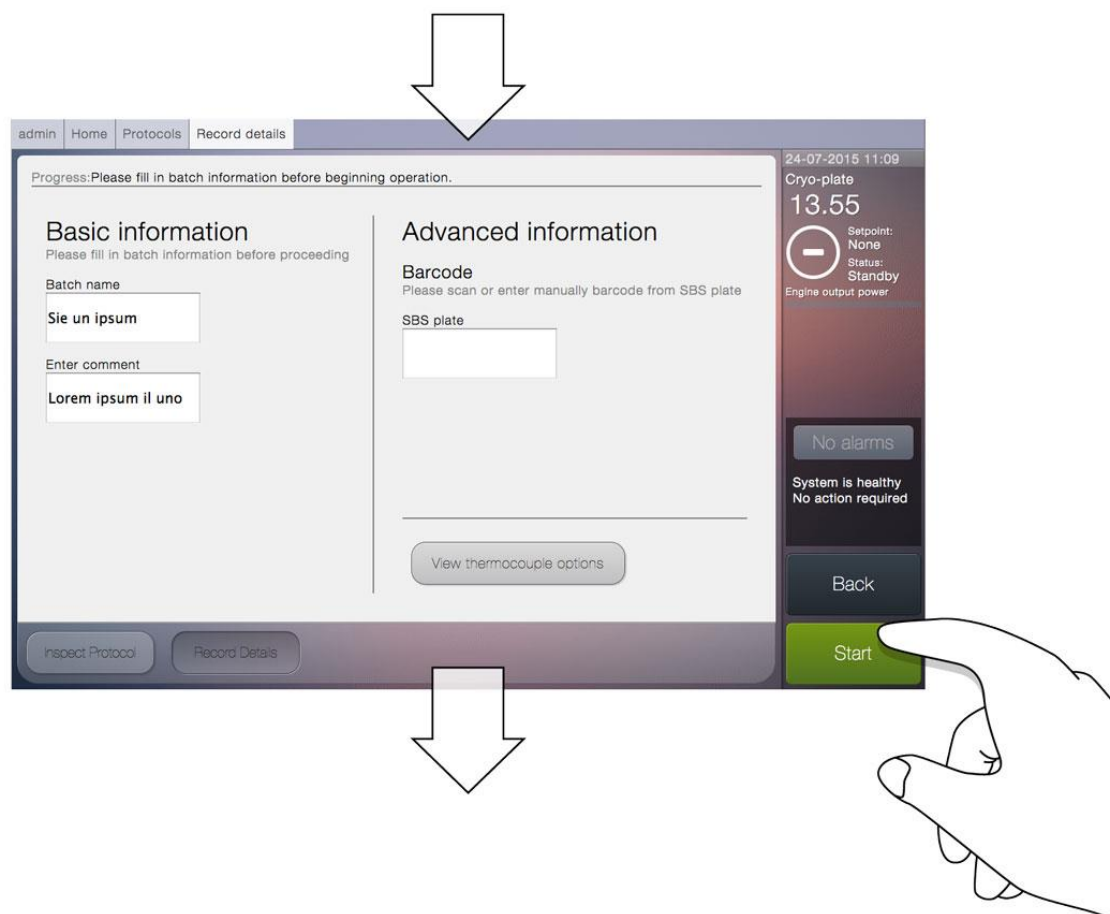 admin Home Protocols Record details
Progress:Please fill in batch information before beginning operation.
Basic information
Please fill in batch information before proceeding
Batch name
Sie un ipsum
Enter comment
Lorem ipsum il uno
Advanced information
Barcode
Please scan or enter manually barcode from SBS plate
SBS plate
View thermocouple options
Inspect Protocol Record Details
24-07-2015 11:09
Cryo-plate
13.55
Setpoint:
None
Status:
Standby
Engine output power
No alarms
System is healthy
No action required
Back
Start